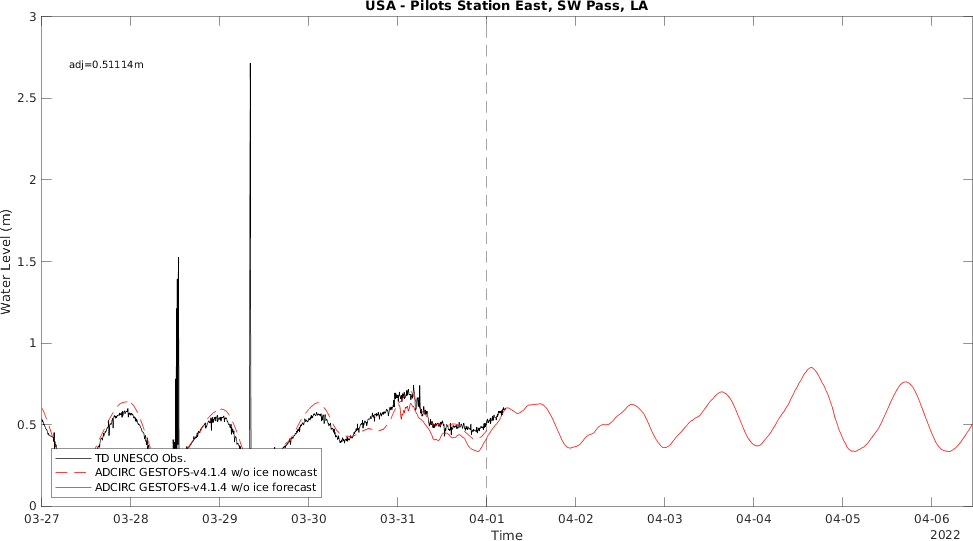 USA - Pilots Station East, SW Pass, LA
adj=0.51114m
3
2.5
2
1.5
1
0.5
0
Water Level (m)
TD UNESCO Obs.
ADCIRC GESTOFS-v4.1.4 w/o ice nowcast
ADCIRC GESTOFS-v4.1.4 w/o ice forecast
03-27 03-28 03-29 03-30 03-31 04-01 04-02 04-03 04-04 04-05 04-06
Time
2022